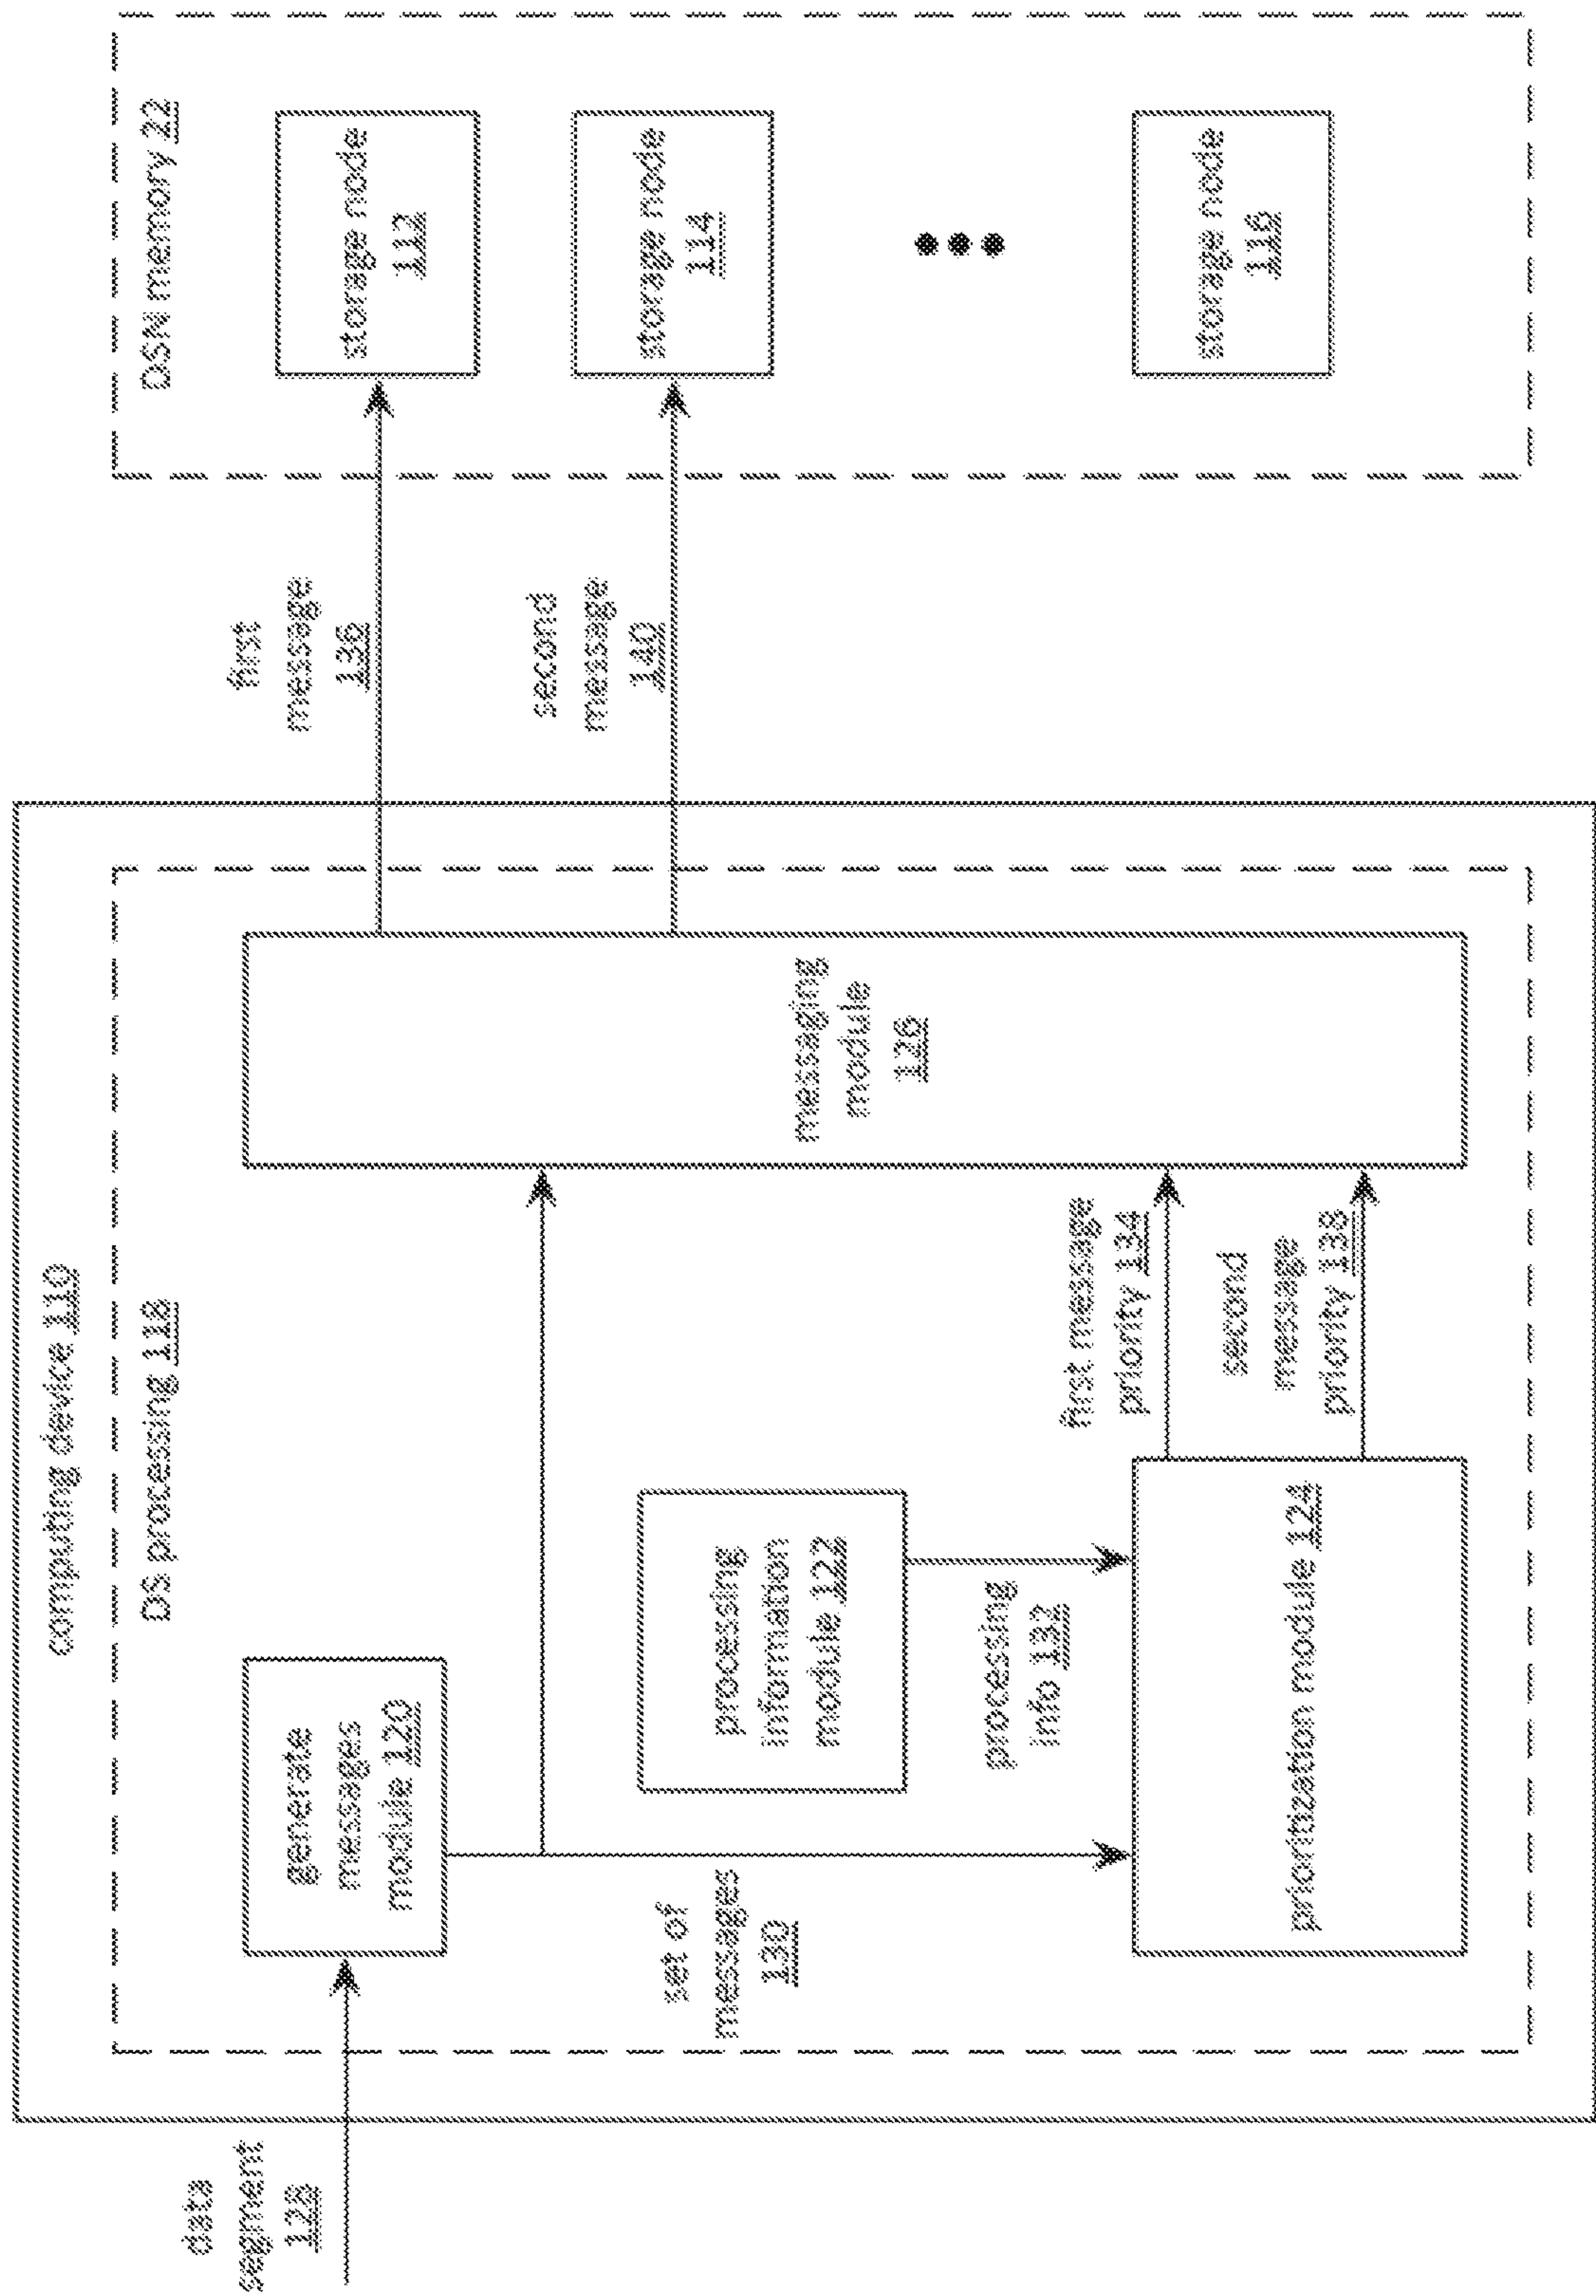 computing device 110
DS processing 118
data
segment
128
generate
messages
module 120
set of
messages
130
processing
information
module 122
processing
info 132
prioritization module 124
first message
priority 134
second
message
priority 138
messaging
module
126
first
message
136
second
message
140
DSN memory 22
storage node
112
storage node
114
storage node
116